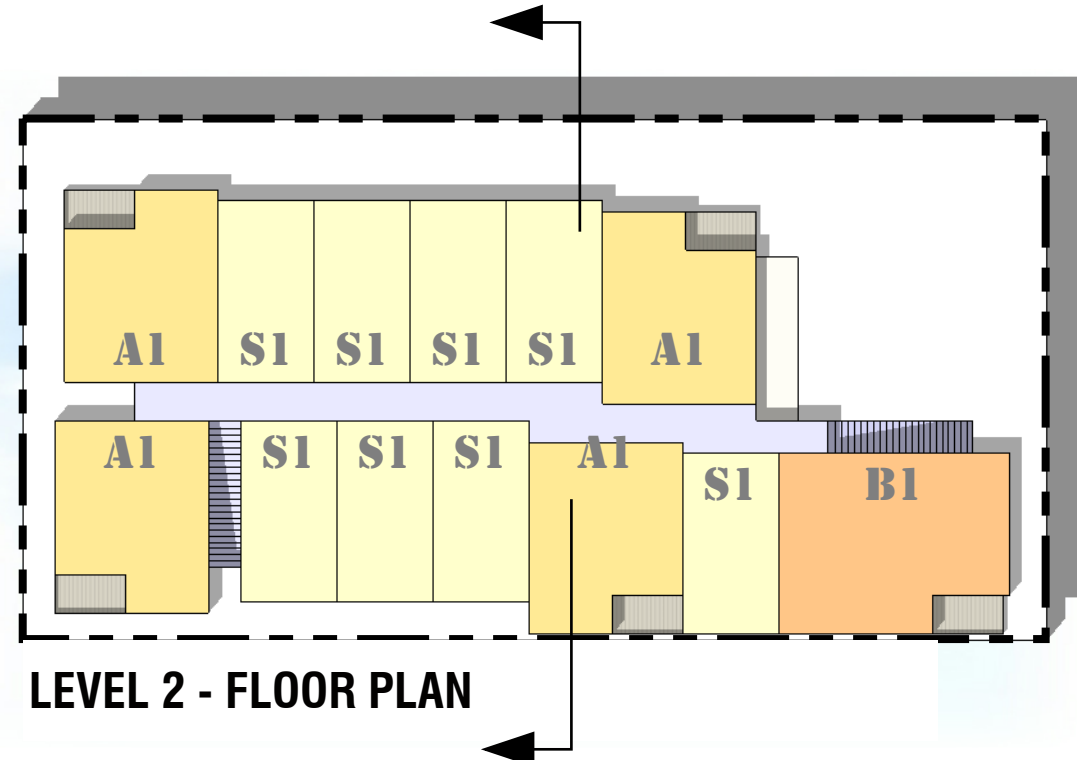 A1 S1 S1 S1 S1 A1
A1 S1 S1 S1 A1 S1 B1
LEVEL 2 - FLOOR PLAN